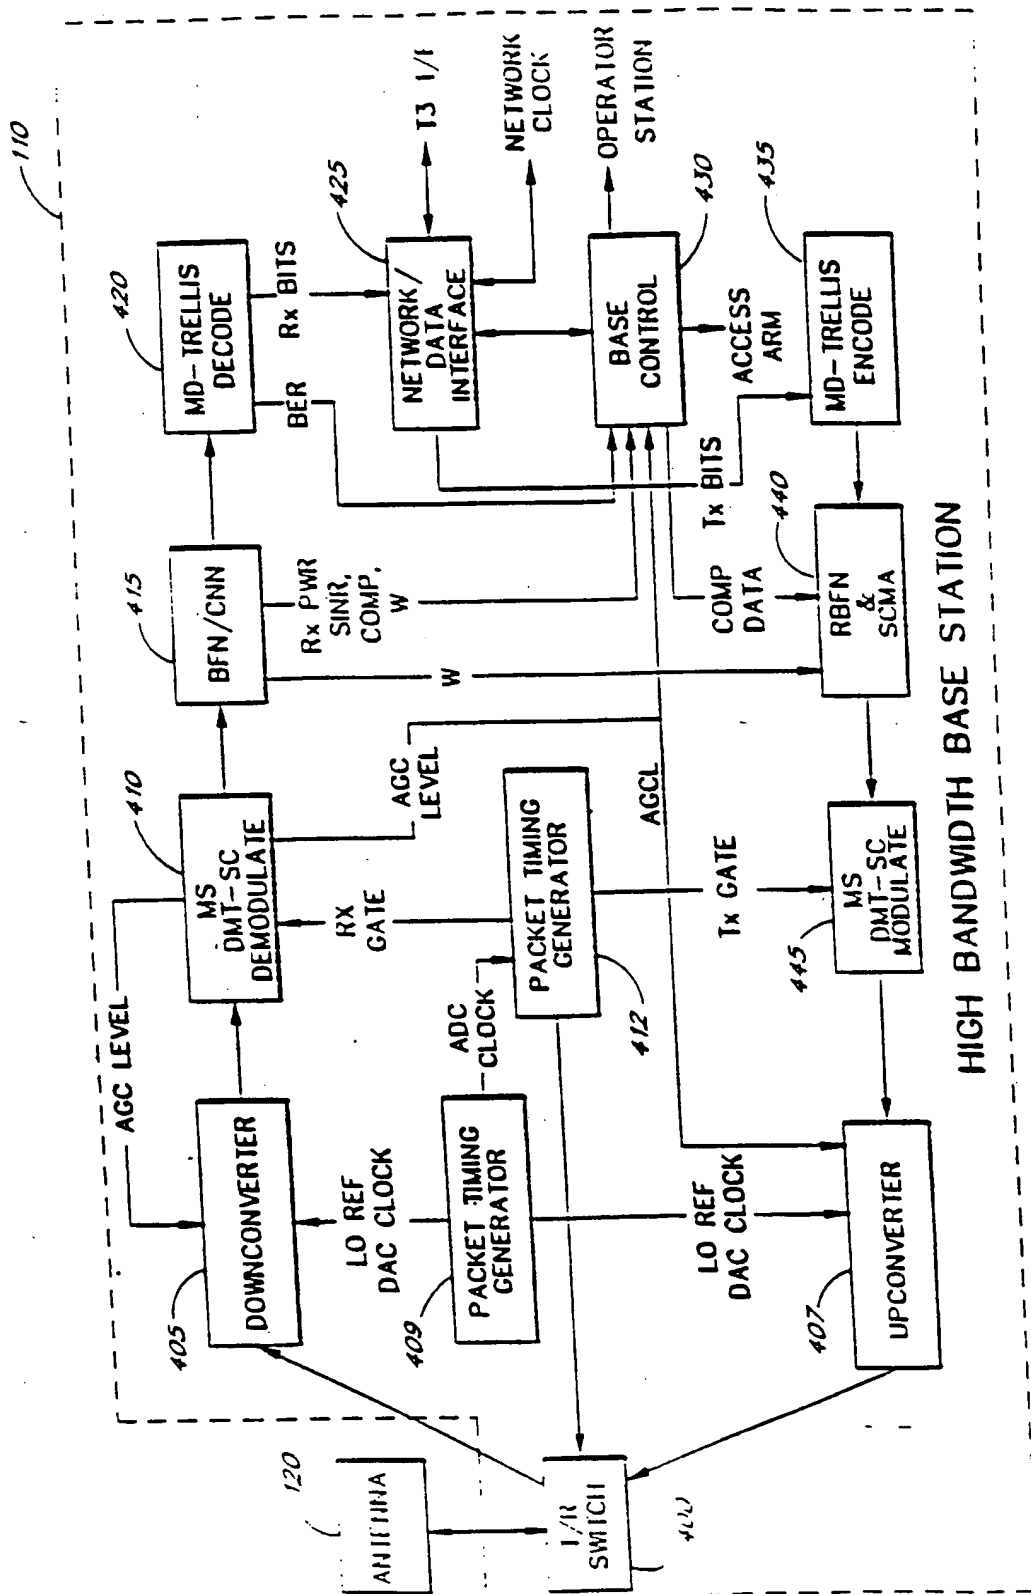 110
ANTENNA
120
T/R
SWITCH
400
DOWNCONVERTER
405
AGC LEVEL
LO REF
DAC CLOCK
PACKET TIMING
GENERATOR
409
ADC
CLOCK
LO REF
DAC CLOCK
UPCONVERTER
407
MS
DMT-SC
DEMODULATE
410
AGC
LEVEL
RX
GATE
PACKET TIMING
GENERATOR
412
AGCL
Tx GATE
MS
DMT-SC
MODULATE
445
BFN/CNN
415
Rx PWR
SINR,
COMP,
W
W
COMP
DATA
RBFN
&
SCMA
440
MD-TRELLIS
DECODE
420
BER
Rx BITS
NETWORK/
DATA
INTERFACE
425
T3 I/F
NETWORK
CLOCK
BASE
CONTROL
430
OPERATOR
STATION
ACCESS
ARM
Tx BITS
MD-TRELLIS
ENCODE
435
HIGH BANDWIDTH BASE STATION